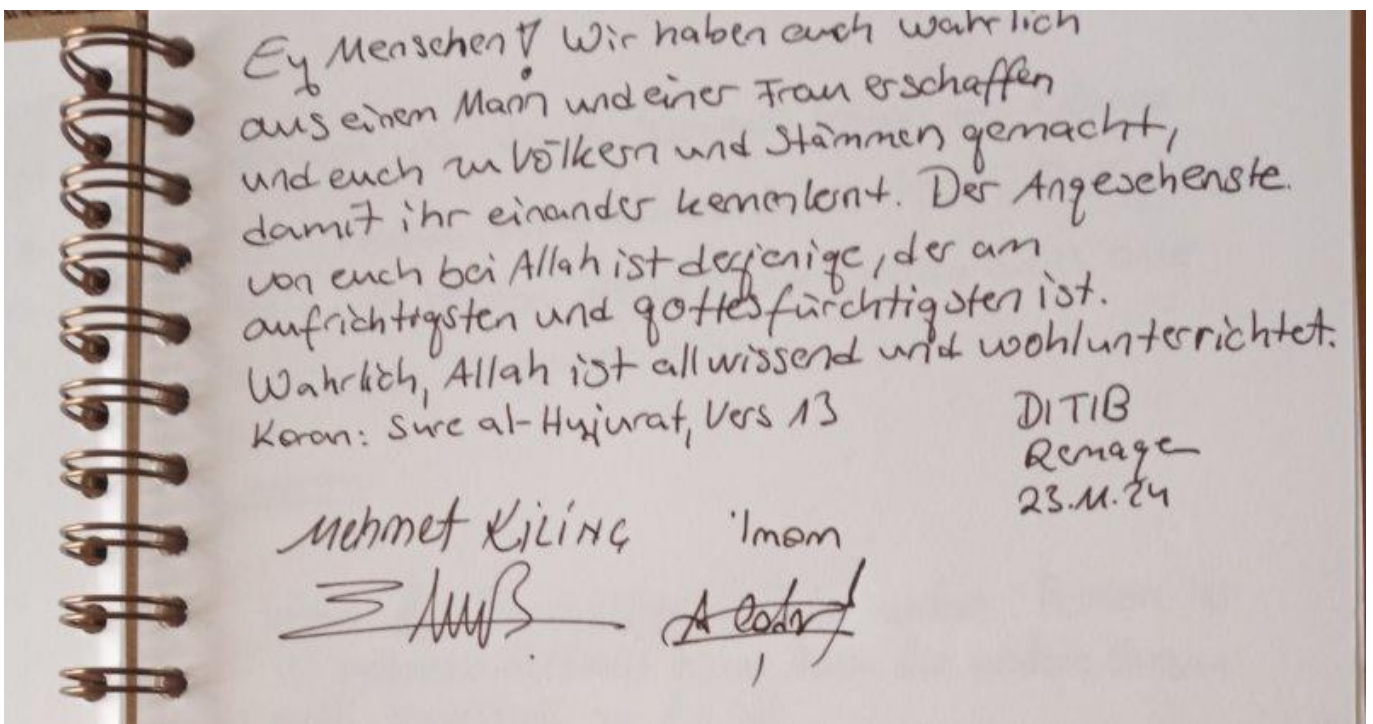 Ey Menschen! Wir haben euch wahrlich
aus einem Mann und einer Frau erschaffen
und euch zu Völkern und Stämmen gemacht,
damit ihr einander kennenlernt. Der Angesehenste
von euch bei Allah ist derjenige, der am
aufrichtigsten und gottesfürchtigsten ist.
Wahrlich, Allah ist allwissend und wohlunterrichtet.
Koran: Sure al-Hujurat, Vers 13
DITIB
Remagen
23.11.24
Mehmet KiLiNÇ imam